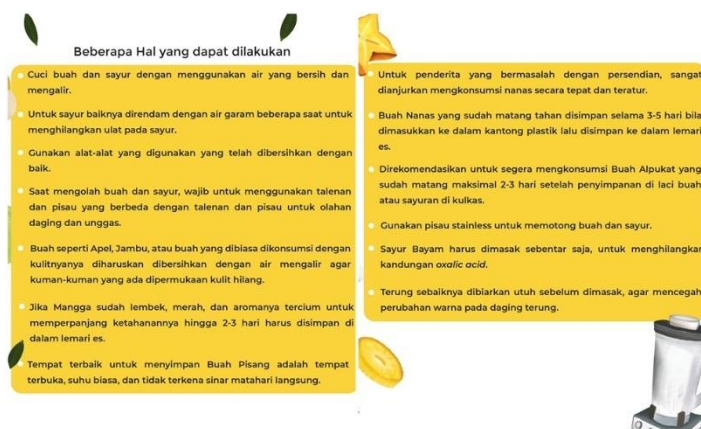 Beberapa Hal yang dapat dilakukan
Cuci buah dan sayur dengan menggunakan air yang bersih dan
mengalir.
Untuk sayur baiknya direndam dengan air garam beberapa saat untuk
menghilangkan ulat pada sayur.
Gunakan alat-alat yang digunakan yang telah dibersihkan dengan
baik.
Saat mengolah buah dan sayur, wajib untuk menggunakan talenan
dan pisau yang berbeda dengan talenan dan pisau untuk olahan
daging dan unggas.
Buah seperti Apel, Jambu, atau buah yang dibiasa dikonsumsi dengan
kulitnyanya diharuskan dibersihkan dengan air mengalir agar
kuman-kuman yang ada dipermukaan kulit hilang.
Jika Mangga sudah lembek, merah, dan aromanya tercium untuk
memperpanjang ketahanannya hingga 2-3 hari harus disimpan di
dalam lemari es.
Tempat terbaik untuk menyimpan Buah Pisang adalah tempat
terbuka, suhu biasa, dan tidak terkena sinar matahari langsung.
Untuk penderita yang bermasalah dengan persendian, sangat
dianjurkan mengkonsumsi nanas secara tepat dan teratur.
Buah Nanas yang sudah matang tahan disimpan selama 3-5 hari bila
dimasukkan ke dalam kantong plastik lalu disimpan ke dalam lemari
es.
Direkomendasikan untuk segera mengkonsumsi Buah Alpukat yang
sudah matang maksimal 2-3 hari setelah penyimpanan di laci buah
atau sayuran di kulkas.
Gunakan pisau stainless untuk memotong buah dan sayur.
Sayur Bayam harus dimasak sebentar saja, untuk menghilangkan
kandungan oxalic acid.
Terung sebaiknya dibiarkan utuh sebelum dimasak, agar mencegah
perubahan warna pada daging terung.